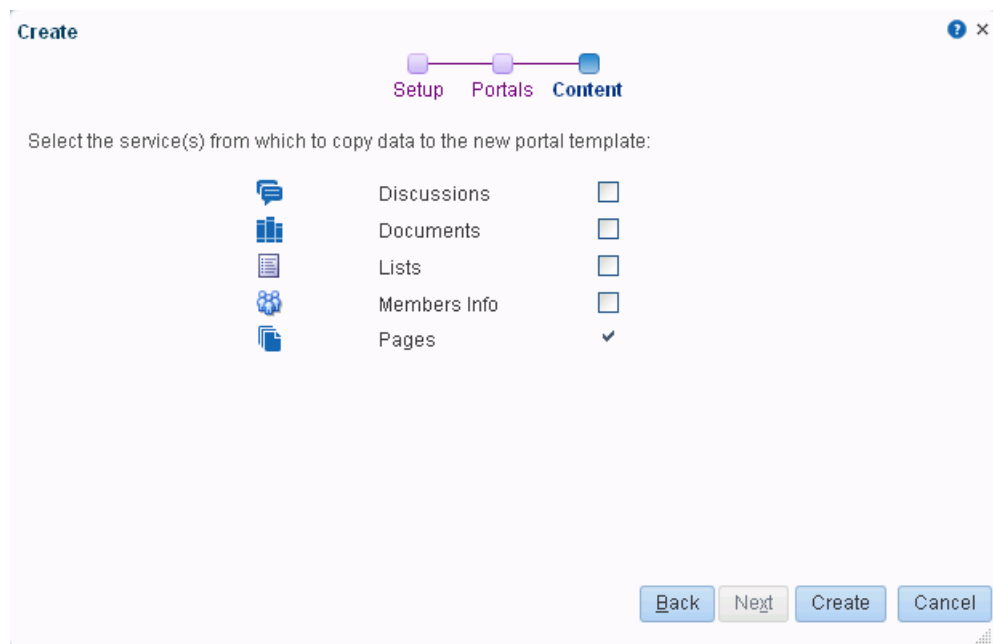 Create
Setup Portals Content
Select the service(s) from which to copy data to the new portal template:
Discussions
Documents
Lists
Members Info
Pages
Back Next Create Cancel